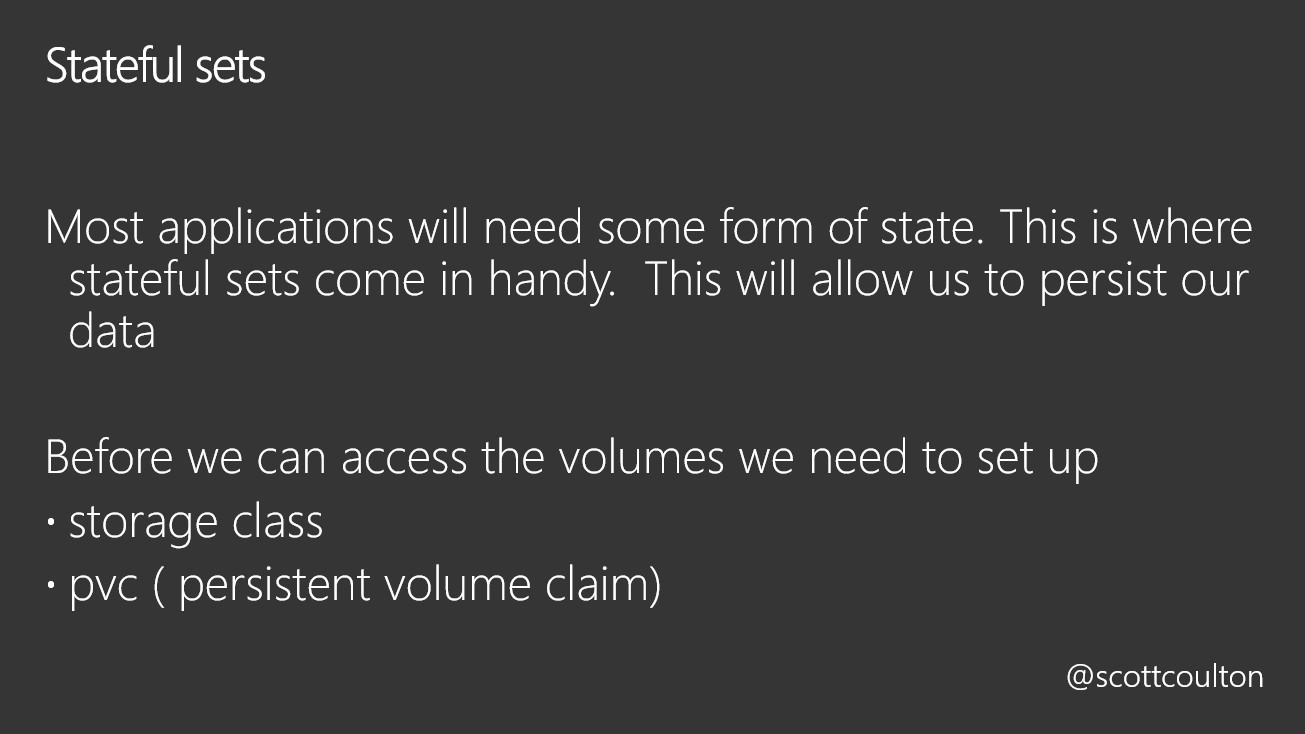 Stateful sets
Most applications will need some form of state. This is where
stateful sets come in handy.  This will allow us to persist our
data
Before we can access the volumes we need to set up
· storage class
· pvc ( persistent volume claim)
@scottcoulton